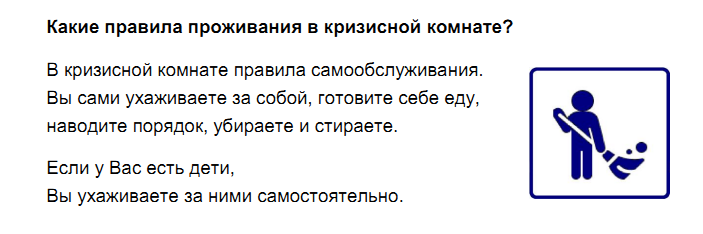 Какие правила проживания в кризисной комнате?
В кризисной комнате правила самообслуживания.
Вы сами ухаживаете за собой, готовите себе еду,
наводите порядок, убираете и стираете.
Если у Вас есть дети,
Вы ухаживаете за ними самостоятельно.